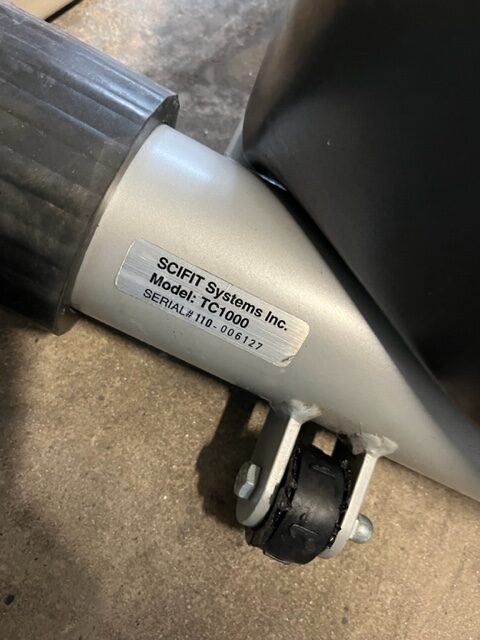 SCIFIT Systems Inc.
Model: TC1000
SERIAL# 110-006127